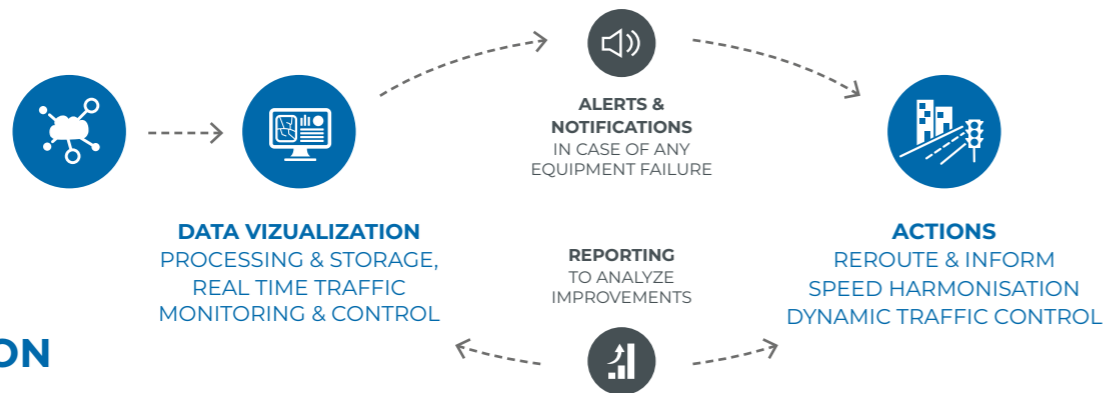 ALERTS &
NOTIFICATIONS
IN CASE OF ANY
EQUIPMENT FAILURE
DATA VIZUALIZATION
PROCESSING & STORAGE,
REAL TIME TRAFFIC
MONITORING & CONTROL
REPORTING
TO ANALYZE
IMPROVEMENTS
ACTIONS
REROUTE & INFORM
SPEED HARMONISATION
DYNAMIC TRAFFIC CONTROL
ON